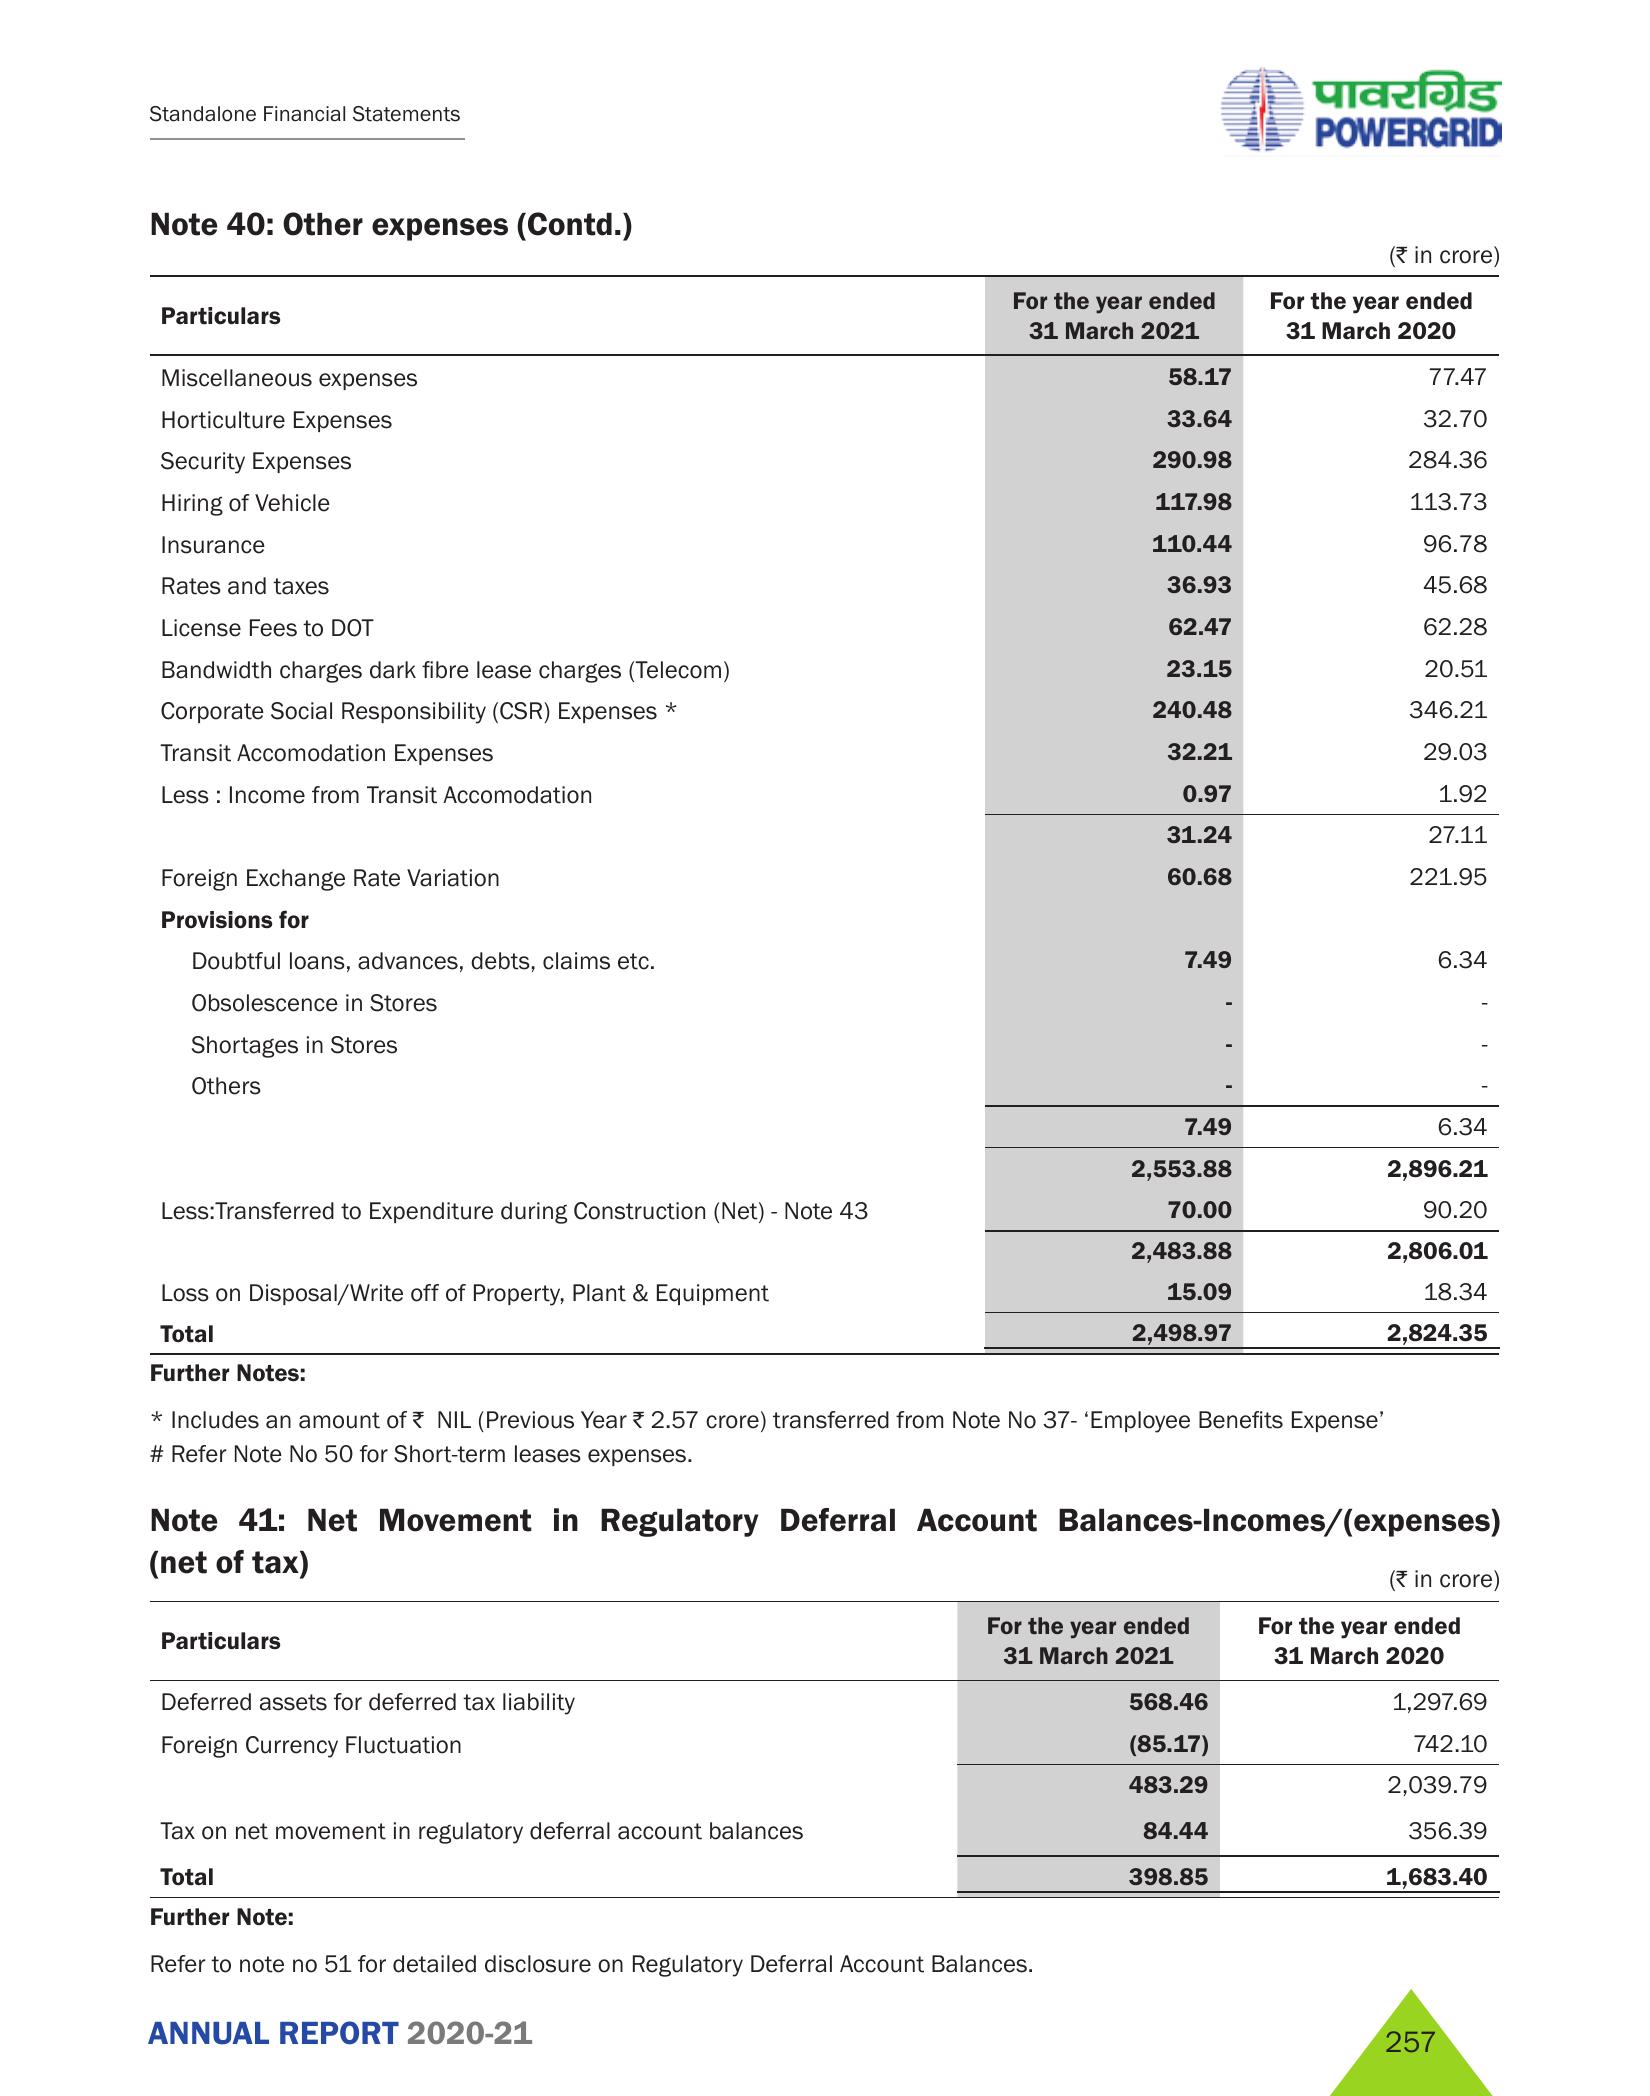 Standalone Financial Statements
पावरग्रिड
POWERGRID
Note 40: Other expenses (Contd.)
(₹ in crore)
Particulars For the year ended 31 March 2021 For the year ended 31 March 2020
Miscellaneous expenses 58.17 77.47
Horticulture Expenses 33.64 32.70
Security Expenses 290.98 284.36
Hiring of Vehicle 117.98 113.73
Insurance 110.44 96.78
Rates and taxes 36.93 45.68
License Fees to DOT 62.47 62.28
Bandwidth charges dark fibre lease charges (Telecom) 23.15 20.51
Corporate Social Responsibility (CSR) Expenses * 240.48 346.21
Transit Accomodation Expenses 32.21 29.03
Less : Income from Transit Accomodation 0.97 1.92
31.24 27.11
Foreign Exchange Rate Variation 60.68 221.95
Provisions for
Doubtful loans, advances, debts, claims etc. 7.49 6.34
Obsolescence in Stores - -
Shortages in Stores - -
Others - -
7.49 6.34
2,553.88 2,896.21
Less:Transferred to Expenditure during Construction (Net) - Note 43 70.00 90.20
2,483.88 2,806.01
Loss on Disposal/Write off of Property, Plant & Equipment 15.09 18.34
Total 2,498.97 2,824.35
Further Notes:
* Includes an amount of ₹ NIL (Previous Year ₹ 2.57 crore) transferred from Note No 37- ‘Employee Benefits Expense’
# Refer Note No 50 for Short-term leases expenses.
Note 41: Net Movement in Regulatory Deferral Account Balances-Incomes/(expenses)
(net of tax)
(₹ in crore)
Particulars For the year ended 31 March 2021 For the year ended 31 March 2020
Deferred assets for deferred tax liability 568.46 1,297.69
Foreign Currency Fluctuation (85.17) 742.10
483.29 2,039.79
Tax on net movement in regulatory deferral account balances 84.44 356.39
Total 398.85 1,683.40
Further Note:
Refer to note no 51 for detailed disclosure on Regulatory Deferral Account Balances.
ANNUAL REPORT 2020-21
257